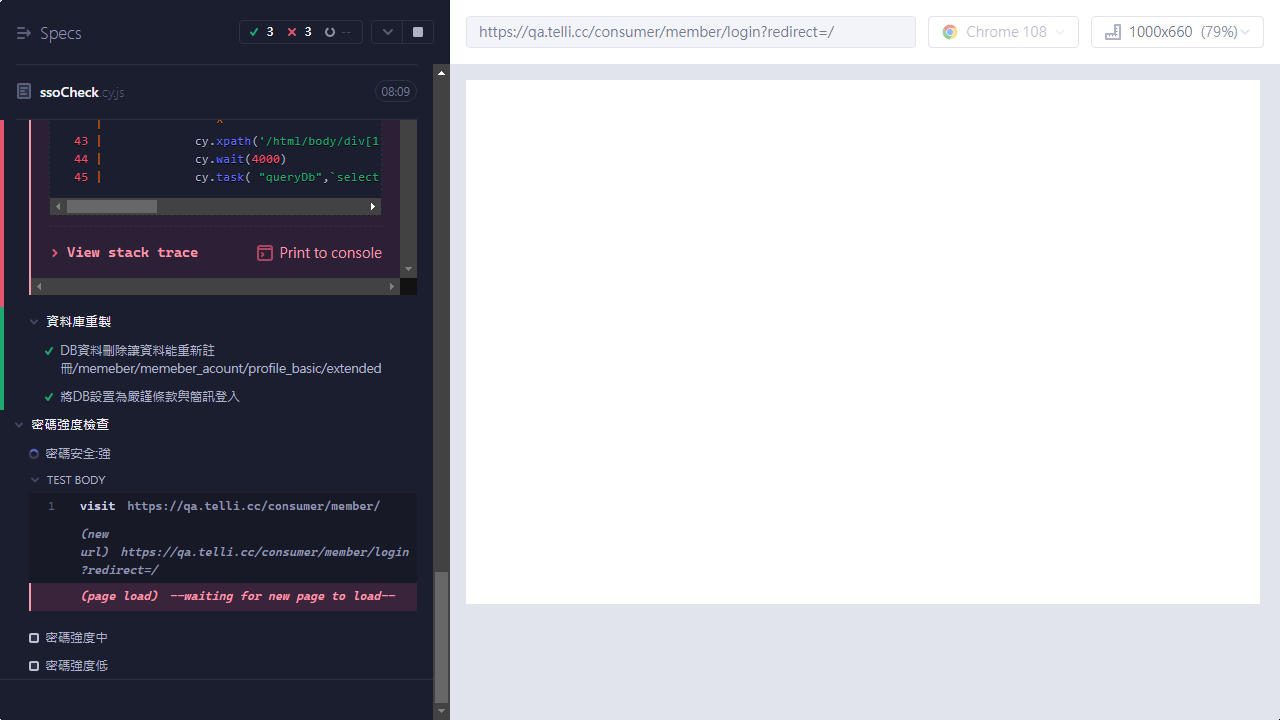 Specs
3 3 --
https://qa.telli.cc/consumer/member/login?redirect=/
Chrome 108
1000x660 (79%)
ssoCheck.cy.js
08:09
| ^
43 | cy.xpath('/html/body/div[1
44 | cy.wait(4000)
45 | cy.task( "queryDb",`select
View stack trace
Print to console
資料庫重製
DB資料刪除讓資料能重新註
冊/memeber/memeber_acount/profile_basic/extended
將DB設置為嚴謹條款與簡訊登入
密碼強度檢查
密碼安全:強
TEST BODY
1 visit https://qa.telli.cc/consumer/member/
(new
url) https://qa.telli.cc/consumer/member/login
?redirect=/
(page load) --waiting for new page to load--
密碼強度中
密碼強度低